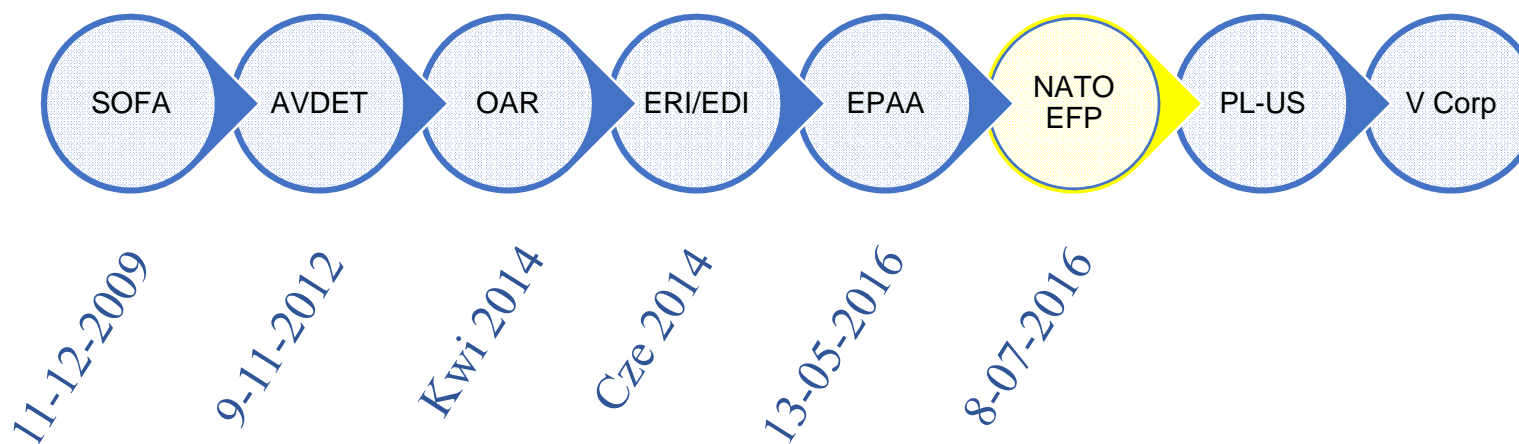 SOFA
AVDET
OAR
ERI/EDI
EPAA
NATO
EFP
PL-US
V Corp
11-12-2009
9-11-2012
Kwi 2014
Cze 2014
13-05-2016
8-07-2016